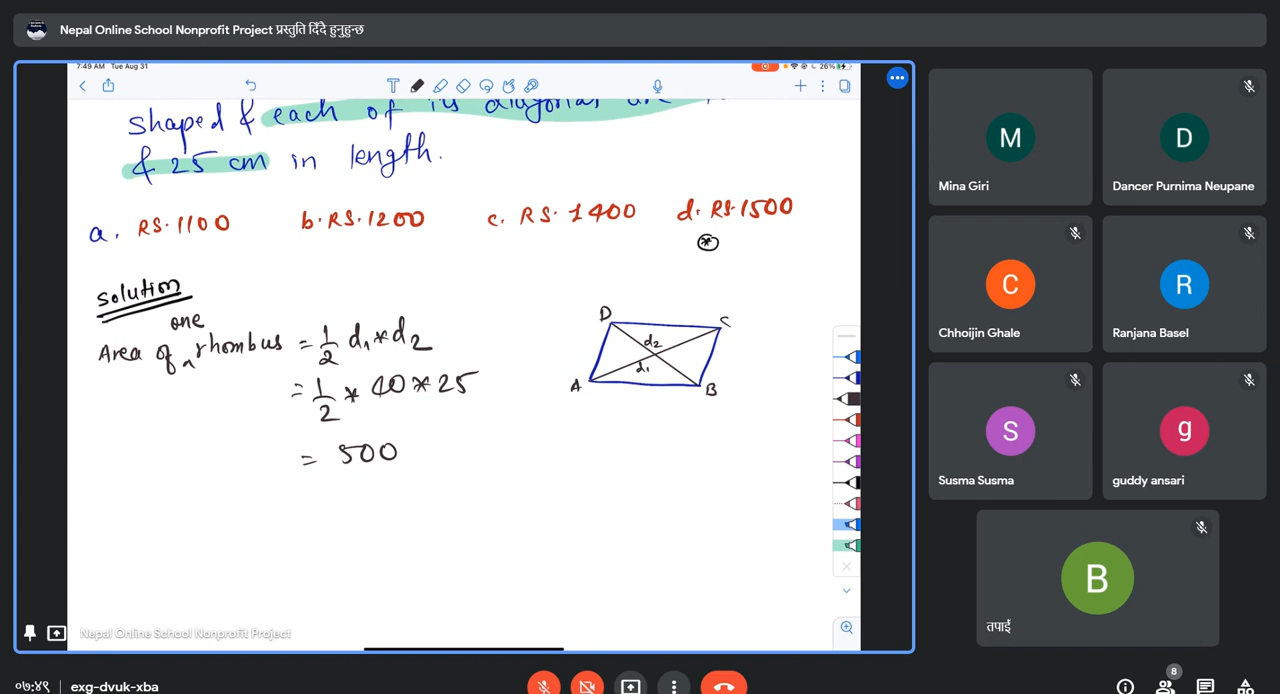 Nepal Online School Nonprofit Project प्रस्तुति दिँदै हुनुहुन्छ
7:49 AM Tue Aug 31
26%
shaped & each of its diagonal are
& 25 cm in length.
a. RS. 1100 b. RS. 1200 c. RS. 1400 d. RS. 1500
solution
one
Area of rhombus = 1/2 d₁ * d₂
= 1/2 * 40 * 25
= 500
D C
d₂
d₁
A B
Nepal Online School Nonprofit Project
M
Mina Giri
D
Dancer Purnima Neupane
C
Chhoijin Ghale
R
Ranjana Basel
S
Susma Susma
g
guddy ansari
B
तपाईं
०७:४९ | exg-dvuk-xba
8